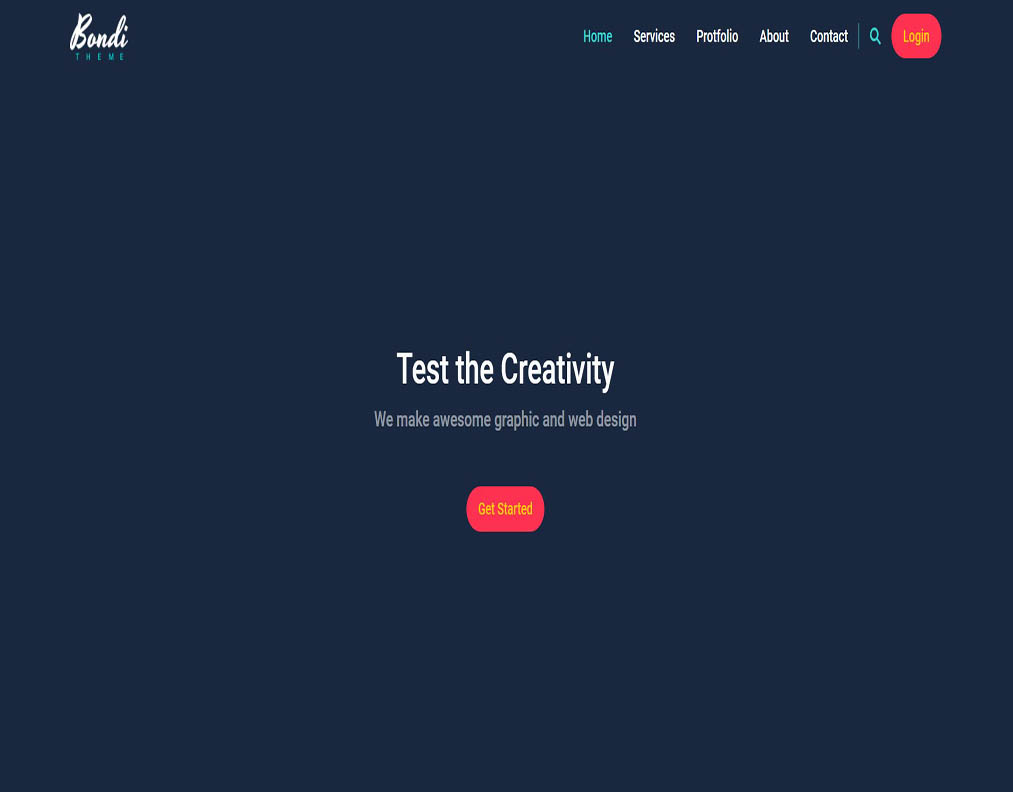 Bondi
THEME
Home Services Protfolio About Contact Login
Test the Creativity
We make awesome graphic and web design
Get Started